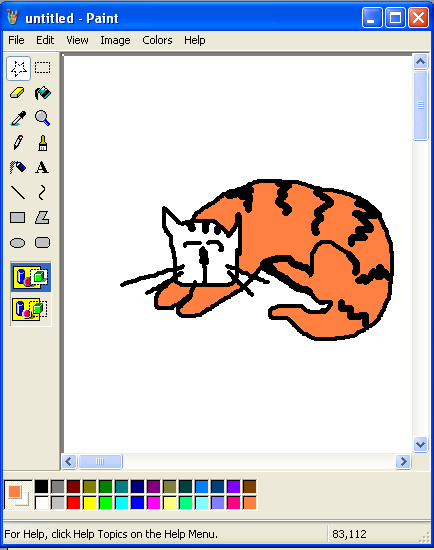 untitled - Paint
File Edit View Image Colors Help
A
For Help, click Help Topics on the Help Menu. 83,112